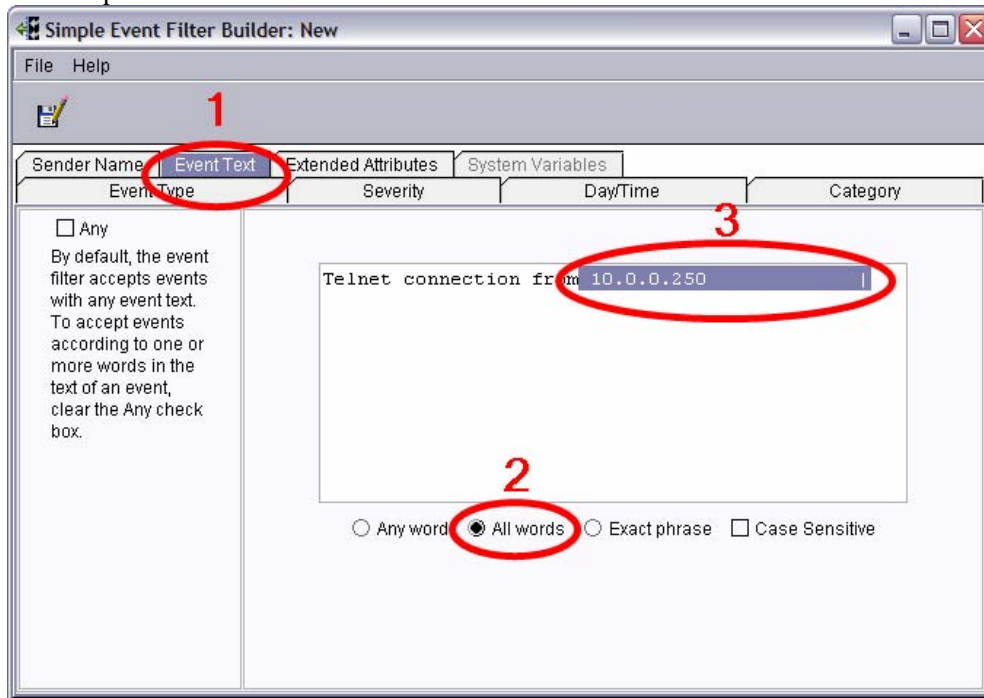 Simple Event Filter Builder: New
File Help
1
Sender Name Event Text Extended Attributes System Variables
Event Type Severity Day/Time Category
Any
By default, the event
filter accepts events
with any event text.
To accept events
according to one or
more words in the
text of an event,
clear the Any check
box.
3
Telnet connection from 10.0.0.250
2
Any word All words Exact phrase Case Sensitive